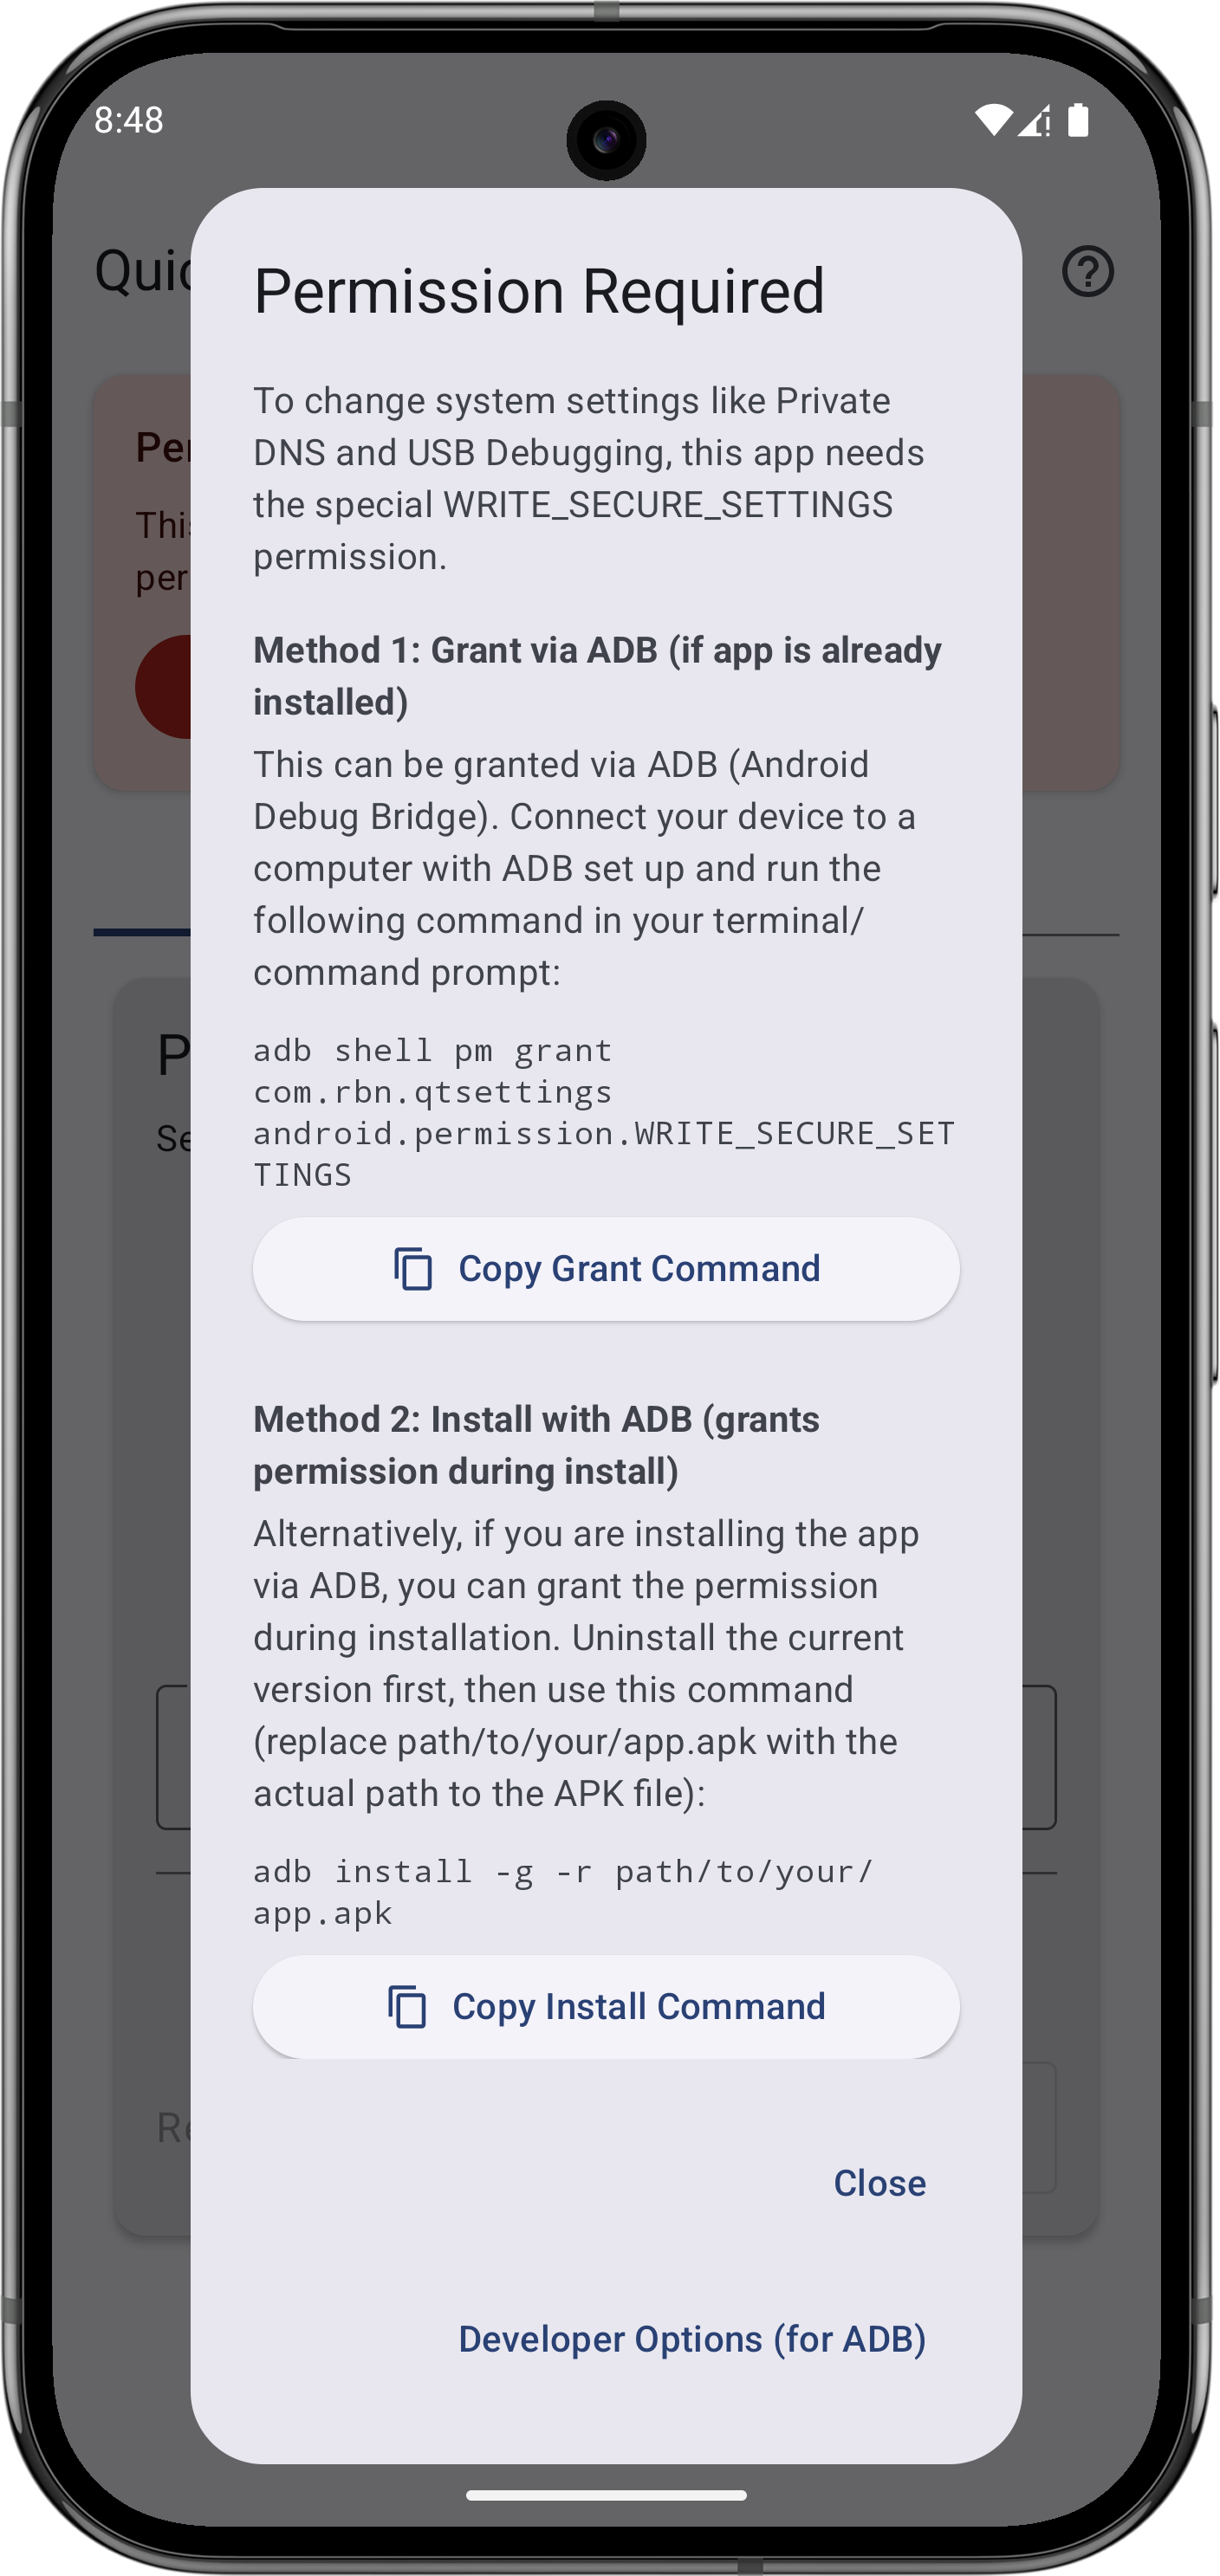 8:48
Quic
Permission Required
To change system settings like Private
DNS and USB Debugging, this app needs
the special WRITE_SECURE_SETTINGS
permission.
Per
This
per
Method 1: Grant via ADB (if app is already
installed)
This can be granted via ADB (Android
Debug Bridge). Connect your device to a
computer with ADB set up and run the
following command in your terminal/
command prompt:
adb shell pm grant
com.rbn.qtsettings
android.permission.WRITE_SECURE_SET
TINGS
P
Se
Copy Grant Command
Method 2: Install with ADB (grants
permission during install)
Alternatively, if you are installing the app
via ADB, you can grant the permission
during installation. Uninstall the current
version first, then use this command
(replace path/to/your/app.apk with the
actual path to the APK file):
adb install -g -r path/to/your/
app.apk
Copy Install Command
Re
Close
Developer Options (for ADB)